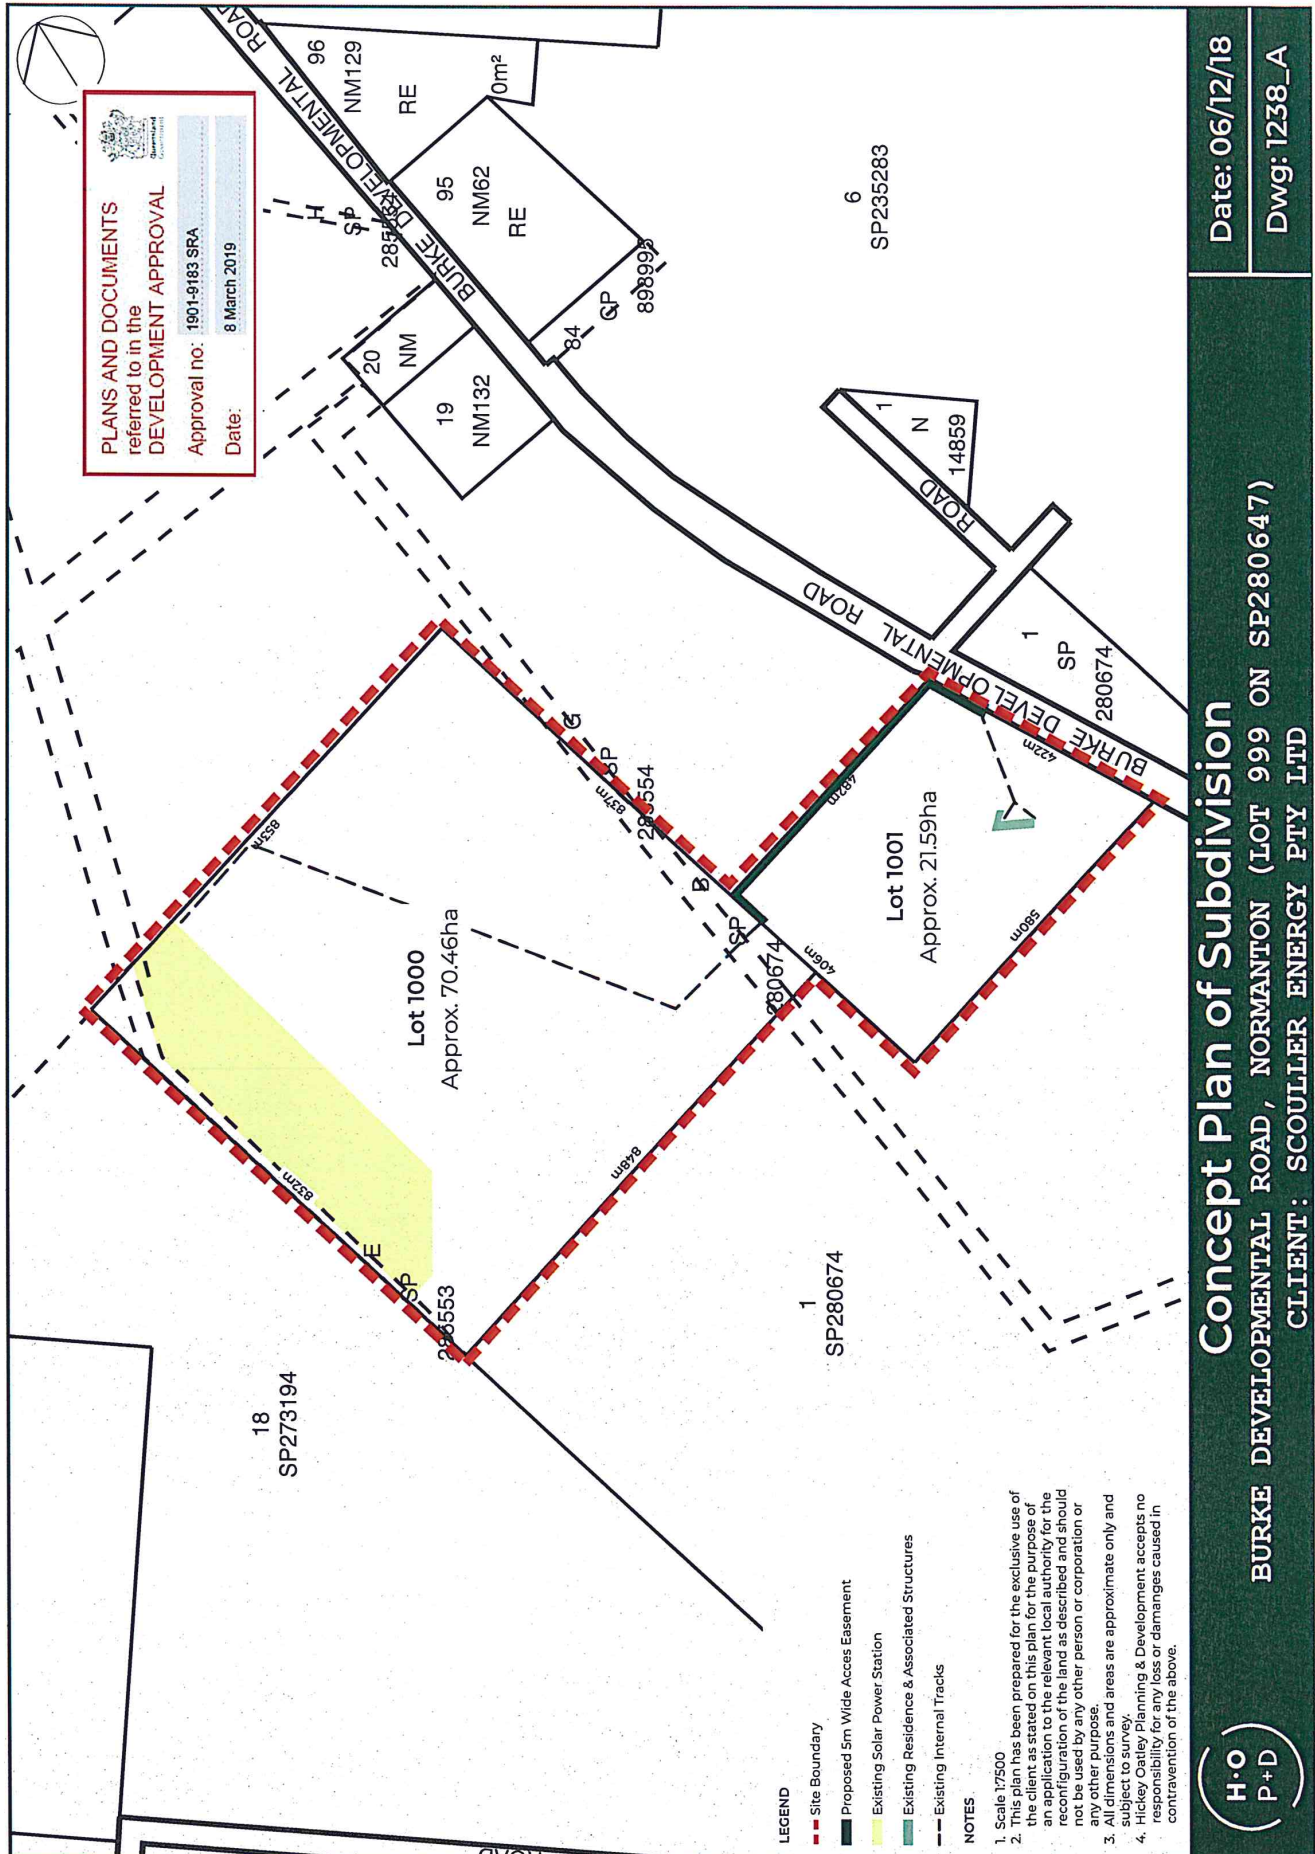 PLANS AND DOCUMENTS
referred to in the
DEVELOPMENT APPROVAL
Queensland
Government
Approval no: 1901-9183 SRA
Date: 8 March 2019
96
NM129
RE
0m²
95
NM62
RE
BURKE DEVELOPMENTAL ROAD
H
SP
20
NM
19
NM132
84
CP
898995
6
SP235283
1
N
14859
ROAD
BURKE DEVELOPMENTAL ROAD
1
SP
280674
853m
G
SP
837m
Lot 1000
Approx. 70.46ha
832m
E
SP
848m
B
SP
280674
406m
482m
422m
580m
Lot 1001
Approx. 21.59ha
18
SP273194
1
SP280674
LEGEND
Site Boundary
Proposed 5m Wide Acces Easement
Existing Solar Power Station
Existing Residence & Associated Structures
Existing Internal Tracks
NOTES
1. Scale 1:7500
2. This plan has been prepared for the exclusive use of
the client as stated on this plan for the purpose of
an application to the relevant local authority for the
reconfiguration of the land as described and should
not be used by any other person or corporation or
any other purpose.
3. All dimensions and areas are approximate only and
subject to survey.
4. Hickey Oatley Planning & Development accepts no
responsibility for any loss or damages caused in
contravention of the above.
H·O
P+D
Concept Plan of Subdivision
BURKE DEVELOPMENTAL ROAD, NORMANTON (LOT 999 ON SP280647)
CLIENT: SCOULLER ENERGY PTY LTD
Date: 06/12/18
Dwg: 1238_A